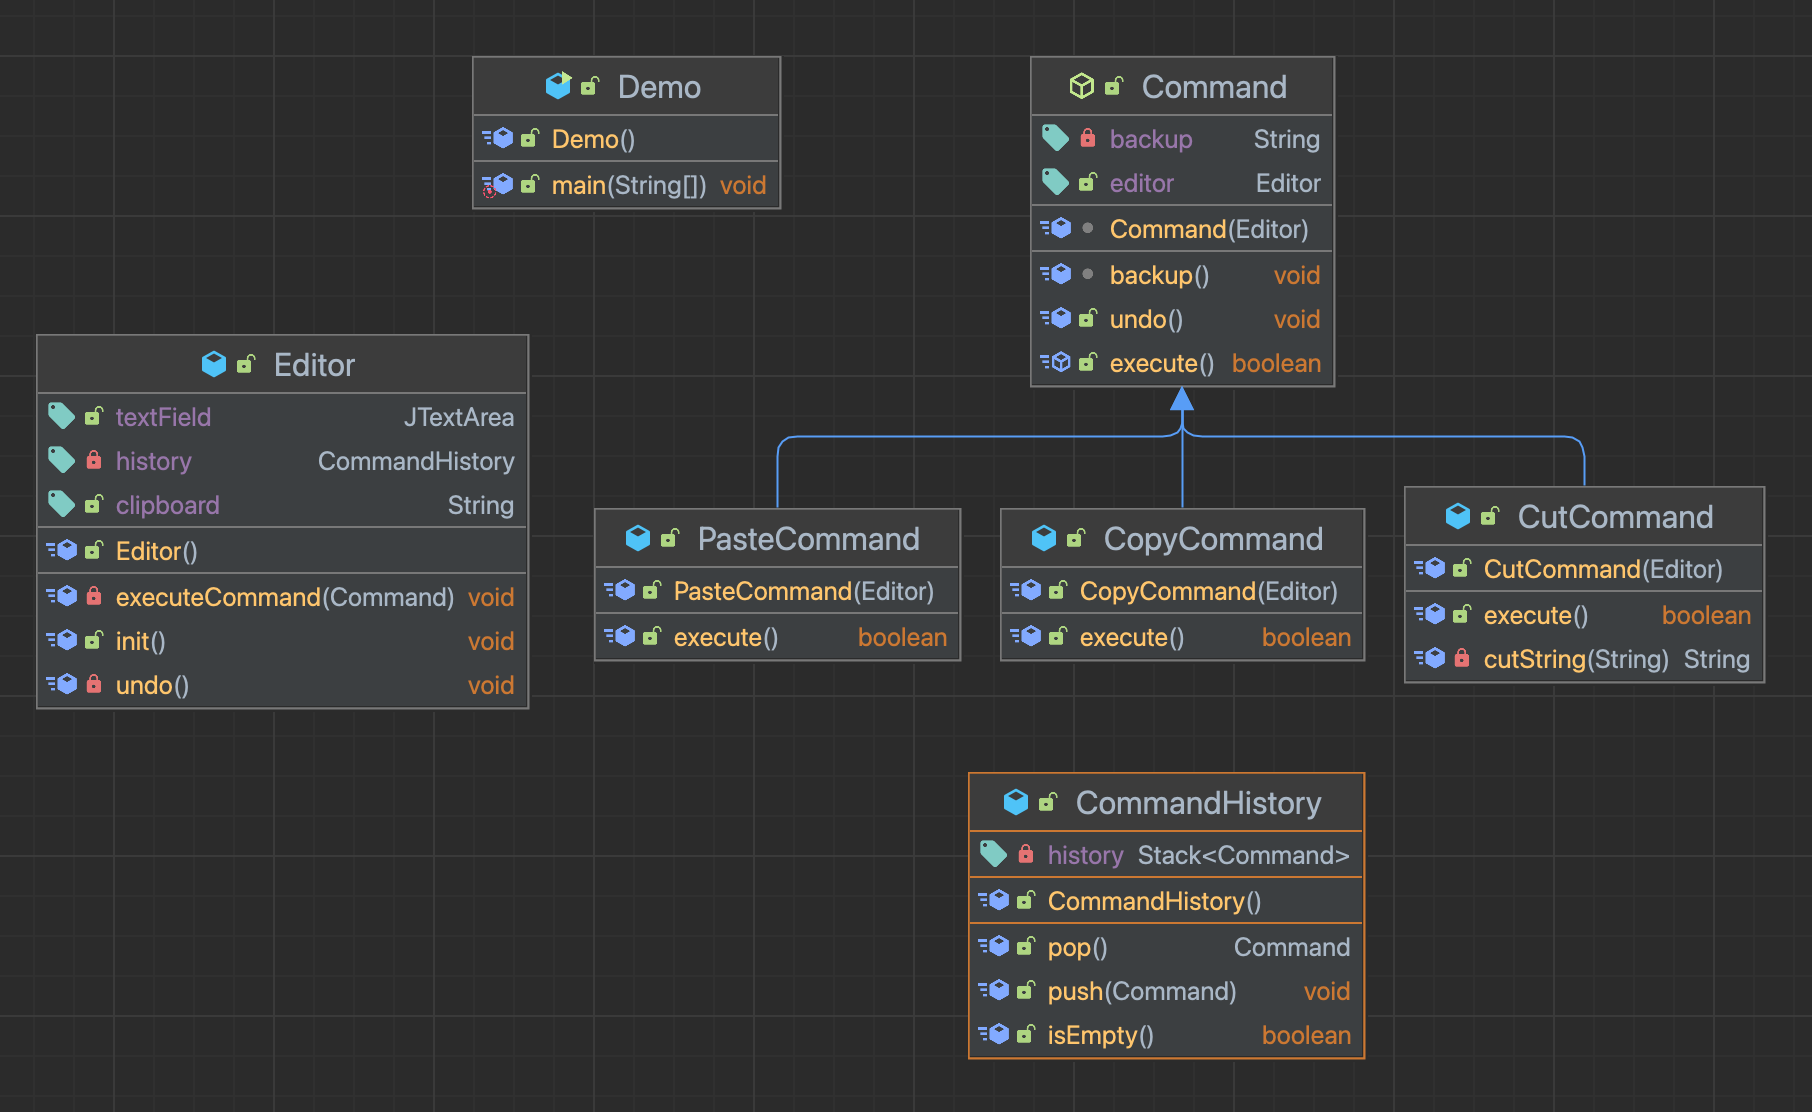 Demo
Demo()
main(String[]) void
Command
backup String
editor Editor
Command(Editor)
backup() void
undo() void
execute() boolean
Editor
textField JTextArea
history CommandHistory
clipboard String
Editor()
executeCommand(Command) void
init() void
undo() void
PasteCommand
PasteCommand(Editor)
execute() boolean
CopyCommand
CopyCommand(Editor)
execute() boolean
CutCommand
CutCommand(Editor)
execute() boolean
cutString(String) String
CommandHistory
history Stack<Command>
CommandHistory()
pop() Command
push(Command) void
isEmpty() boolean